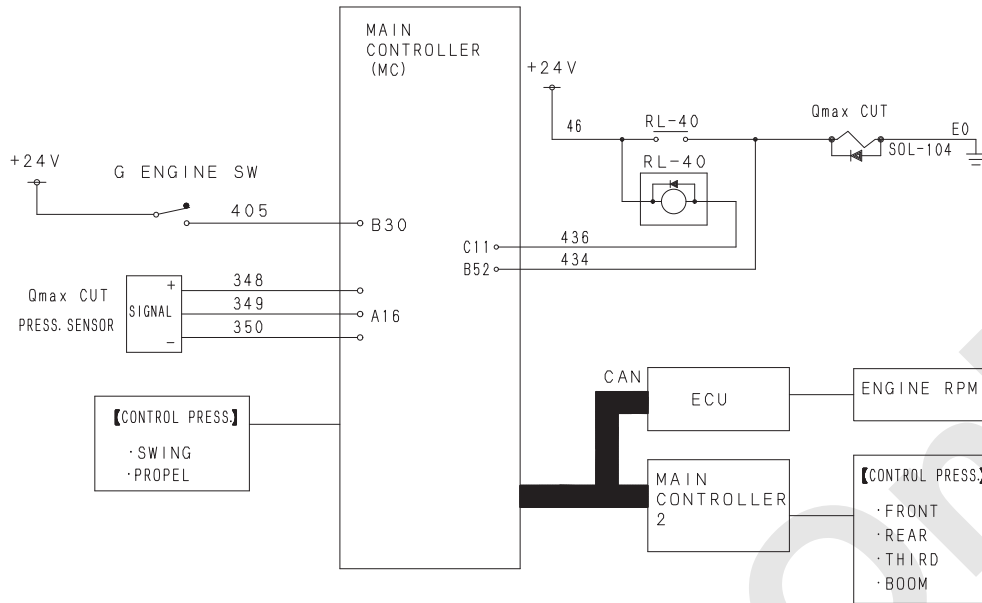 MAIN
CONTROLLER
(MC)
+24V
46
RL-40
Qmax CUT
E0
SOL-104
RL-40
+24V
G ENGINE SW
405
B30
C11
436
B52
434
Qmax CUT
PRESS. SENSOR
+
SIGNAL
−
348
349
A16
350
【CONTROL PRESS.】
·SWING
·PROPEL
CAN
ECU
ENGINE RPM
MAIN
CONTROLLER
2
【CONTROL PRESS.】
·FRONT
·REAR
·THIRD
·BOOM